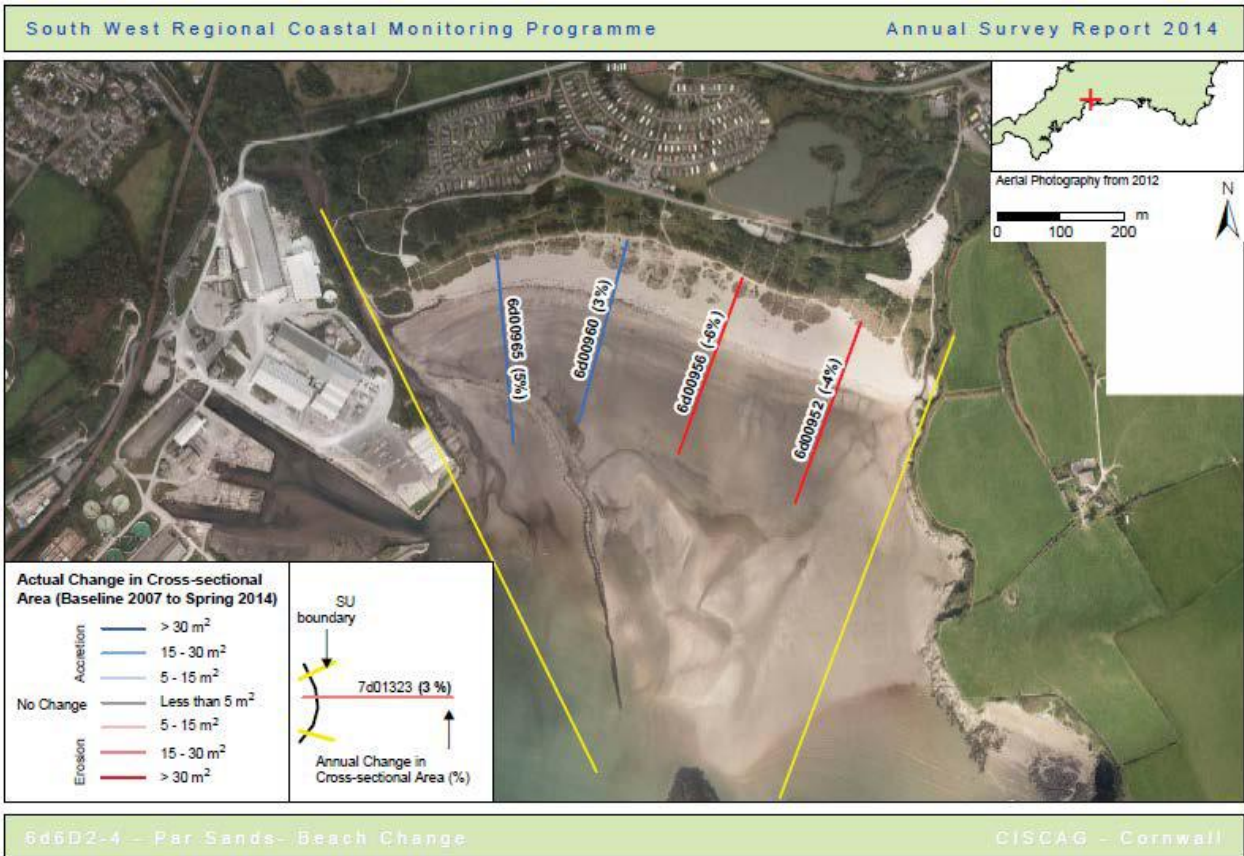 South West Regional Coastal Monitoring Programme
Annual Survey Report 2014
Aerial Photography from 2012
N
m
0 100 200
6d00965 (5%)
6d00960 (3%)
6d00956 (-6%)
6d00952 (-4%)
Actual Change in Cross-sectional
Area (Baseline 2007 to Spring 2014)
Accretion
> 30 m²
15 - 30 m²
5 - 15 m²
No Change
Less than 5 m²
Erosion
5 - 15 m²
15 - 30 m²
> 30 m²
SU
boundary
7d01323 (3 %)
Annual Change in
Cross-sectional Area (%)
6d6D2-4 - Par Sands- Beach Change
CISCAG - Cornwall